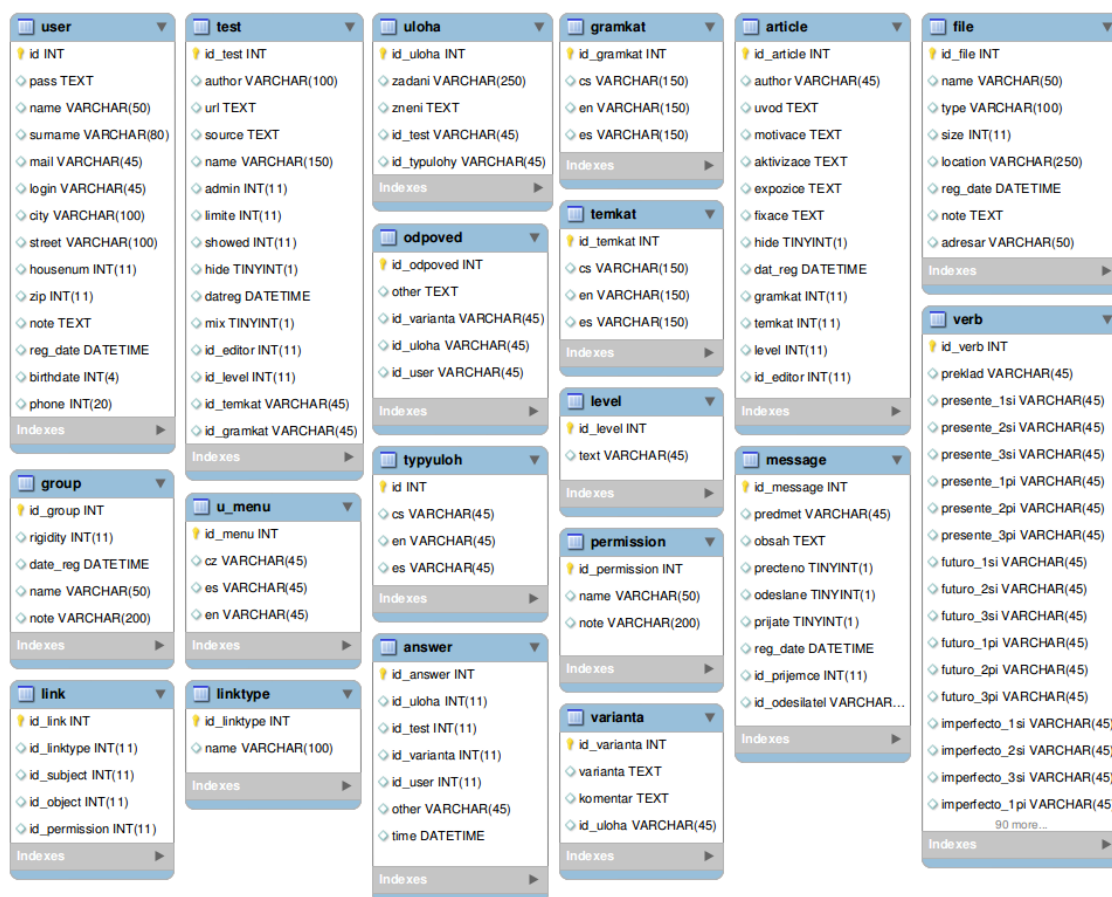 user
id INT
pass TEXT
name VARCHAR(50)
surname VARCHAR(80)
mail VARCHAR(45)
login VARCHAR(45)
city VARCHAR(100)
street VARCHAR(100)
housenum INT(11)
zip INT(11)
note TEXT
reg_date DATETIME
birthdate INT(4)
phone INT(20)
Indexes
group
id_group INT
rigidity INT(11)
date_reg DATETIME
name VARCHAR(50)
note VARCHAR(200)
Indexes
link
id_link INT
id_linktype INT(11)
id_subject INT(11)
id_object INT(11)
id_permission INT(11)
Indexes
test
id_test INT
author VARCHAR(100)
url TEXT
source TEXT
name VARCHAR(150)
admin INT(11)
limite INT(11)
showed INT(11)
hide TINYINT(1)
datreg DATETIME
mix TINYINT(1)
id_editor INT(11)
id_level INT(11)
id_temkat VARCHAR(45)
id_gramkat VARCHAR(45)
Indexes
u_menu
id_menu INT
cz VARCHAR(45)
es VARCHAR(45)
en VARCHAR(45)
Indexes
linktype
id_linktype INT
name VARCHAR(100)
Indexes
uloha
id_uloha INT
zadani VARCHAR(250)
zneni TEXT
id_test VARCHAR(45)
id_typulohy VARCHAR(45)
Indexes
odpoved
id_odpoved INT
other TEXT
id_varianta VARCHAR(45)
id_uloha VARCHAR(45)
id_user VARCHAR(45)
Indexes
typyuloh
id INT
cs VARCHAR(45)
en VARCHAR(45)
es VARCHAR(45)
Indexes
answer
id_answer INT
id_uloha INT(11)
id_test INT(11)
id_varianta INT(11)
id_user INT(11)
other VARCHAR(45)
time DATETIME
Indexes
gramkat
id_gramkat INT
cs VARCHAR(150)
en VARCHAR(150)
es VARCHAR(150)
Indexes
temkat
id_temkat INT
cs VARCHAR(150)
en VARCHAR(150)
es VARCHAR(150)
Indexes
level
id_level INT
text VARCHAR(45)
Indexes
permission
id_permission INT
name VARCHAR(50)
note VARCHAR(200)
Indexes
varianta
id_varianta INT
varianta TEXT
komentar TEXT
id_uloha VARCHAR(45)
Indexes
article
id_article INT
author VARCHAR(45)
uvod TEXT
motivace TEXT
aktivizace TEXT
expozice TEXT
fixace TEXT
hide TINYINT(1)
dat_reg DATETIME
gramkat INT(11)
temkat INT(11)
level INT(11)
id_editor INT(11)
Indexes
message
id_message INT
predmet VARCHAR(45)
obsah TEXT
precteno TINYINT(1)
odeslane TINYINT(1)
prijate TINYINT(1)
reg_date DATETIME
id_prijemce INT(11)
id_odesilatel VARCHAR...
Indexes
file
id_file INT
name VARCHAR(50)
type VARCHAR(100)
size INT(11)
location VARCHAR(250)
reg_date DATETIME
note TEXT
adresar VARCHAR(50)
Indexes
verb
id_verb INT
preklad VARCHAR(45)
presente_1si VARCHAR(45)
presente_2si VARCHAR(45)
presente_3si VARCHAR(45)
presente_1pi VARCHAR(45)
presente_2pi VARCHAR(45)
presente_3pi VARCHAR(45)
futuro_1si VARCHAR(45)
futuro_2si VARCHAR(45)
futuro_3si VARCHAR(45)
futuro_1pi VARCHAR(45)
futuro_2pi VARCHAR(45)
futuro_3pi VARCHAR(45)
imperfecto_1si VARCHAR(45)
imperfecto_2si VARCHAR(45)
imperfecto_3si VARCHAR(45)
imperfecto_1pi VARCHAR(45)
90 more...
Indexes